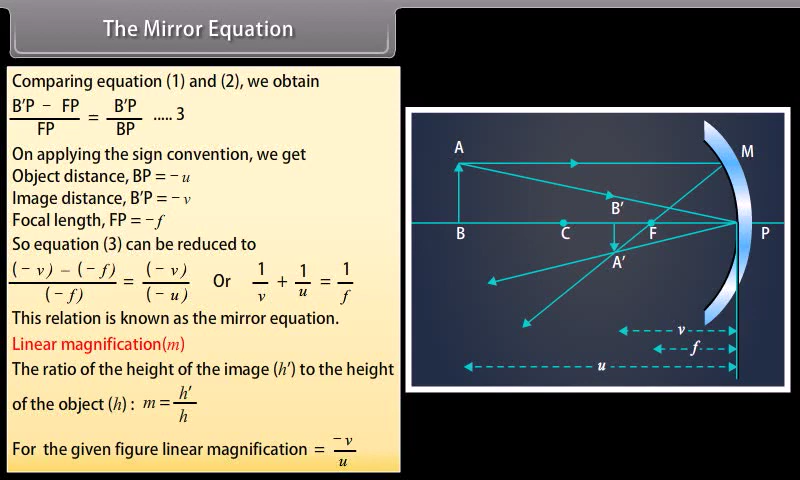 The Mirror Equation
Comparing equation (1) and (2), we obtain
B′P − FP / FP = B′P / BP ..... 3
On applying the sign convention, we get
Object distance, BP = − u
Image distance, B′P = − v
Focal length, FP = − f
So equation (3) can be reduced to
(− v) − (− f) / (− f) = (− v) / (− u) Or 1/v + 1/u = 1/f
This relation is known as the mirror equation.
Linear magnification(m)
The ratio of the height of the image (h′) to the height
of the object (h) : m = h′/h
For the given figure linear magnification = − v/u
A
M
B′
B
C
F
P
A′
v
f
u